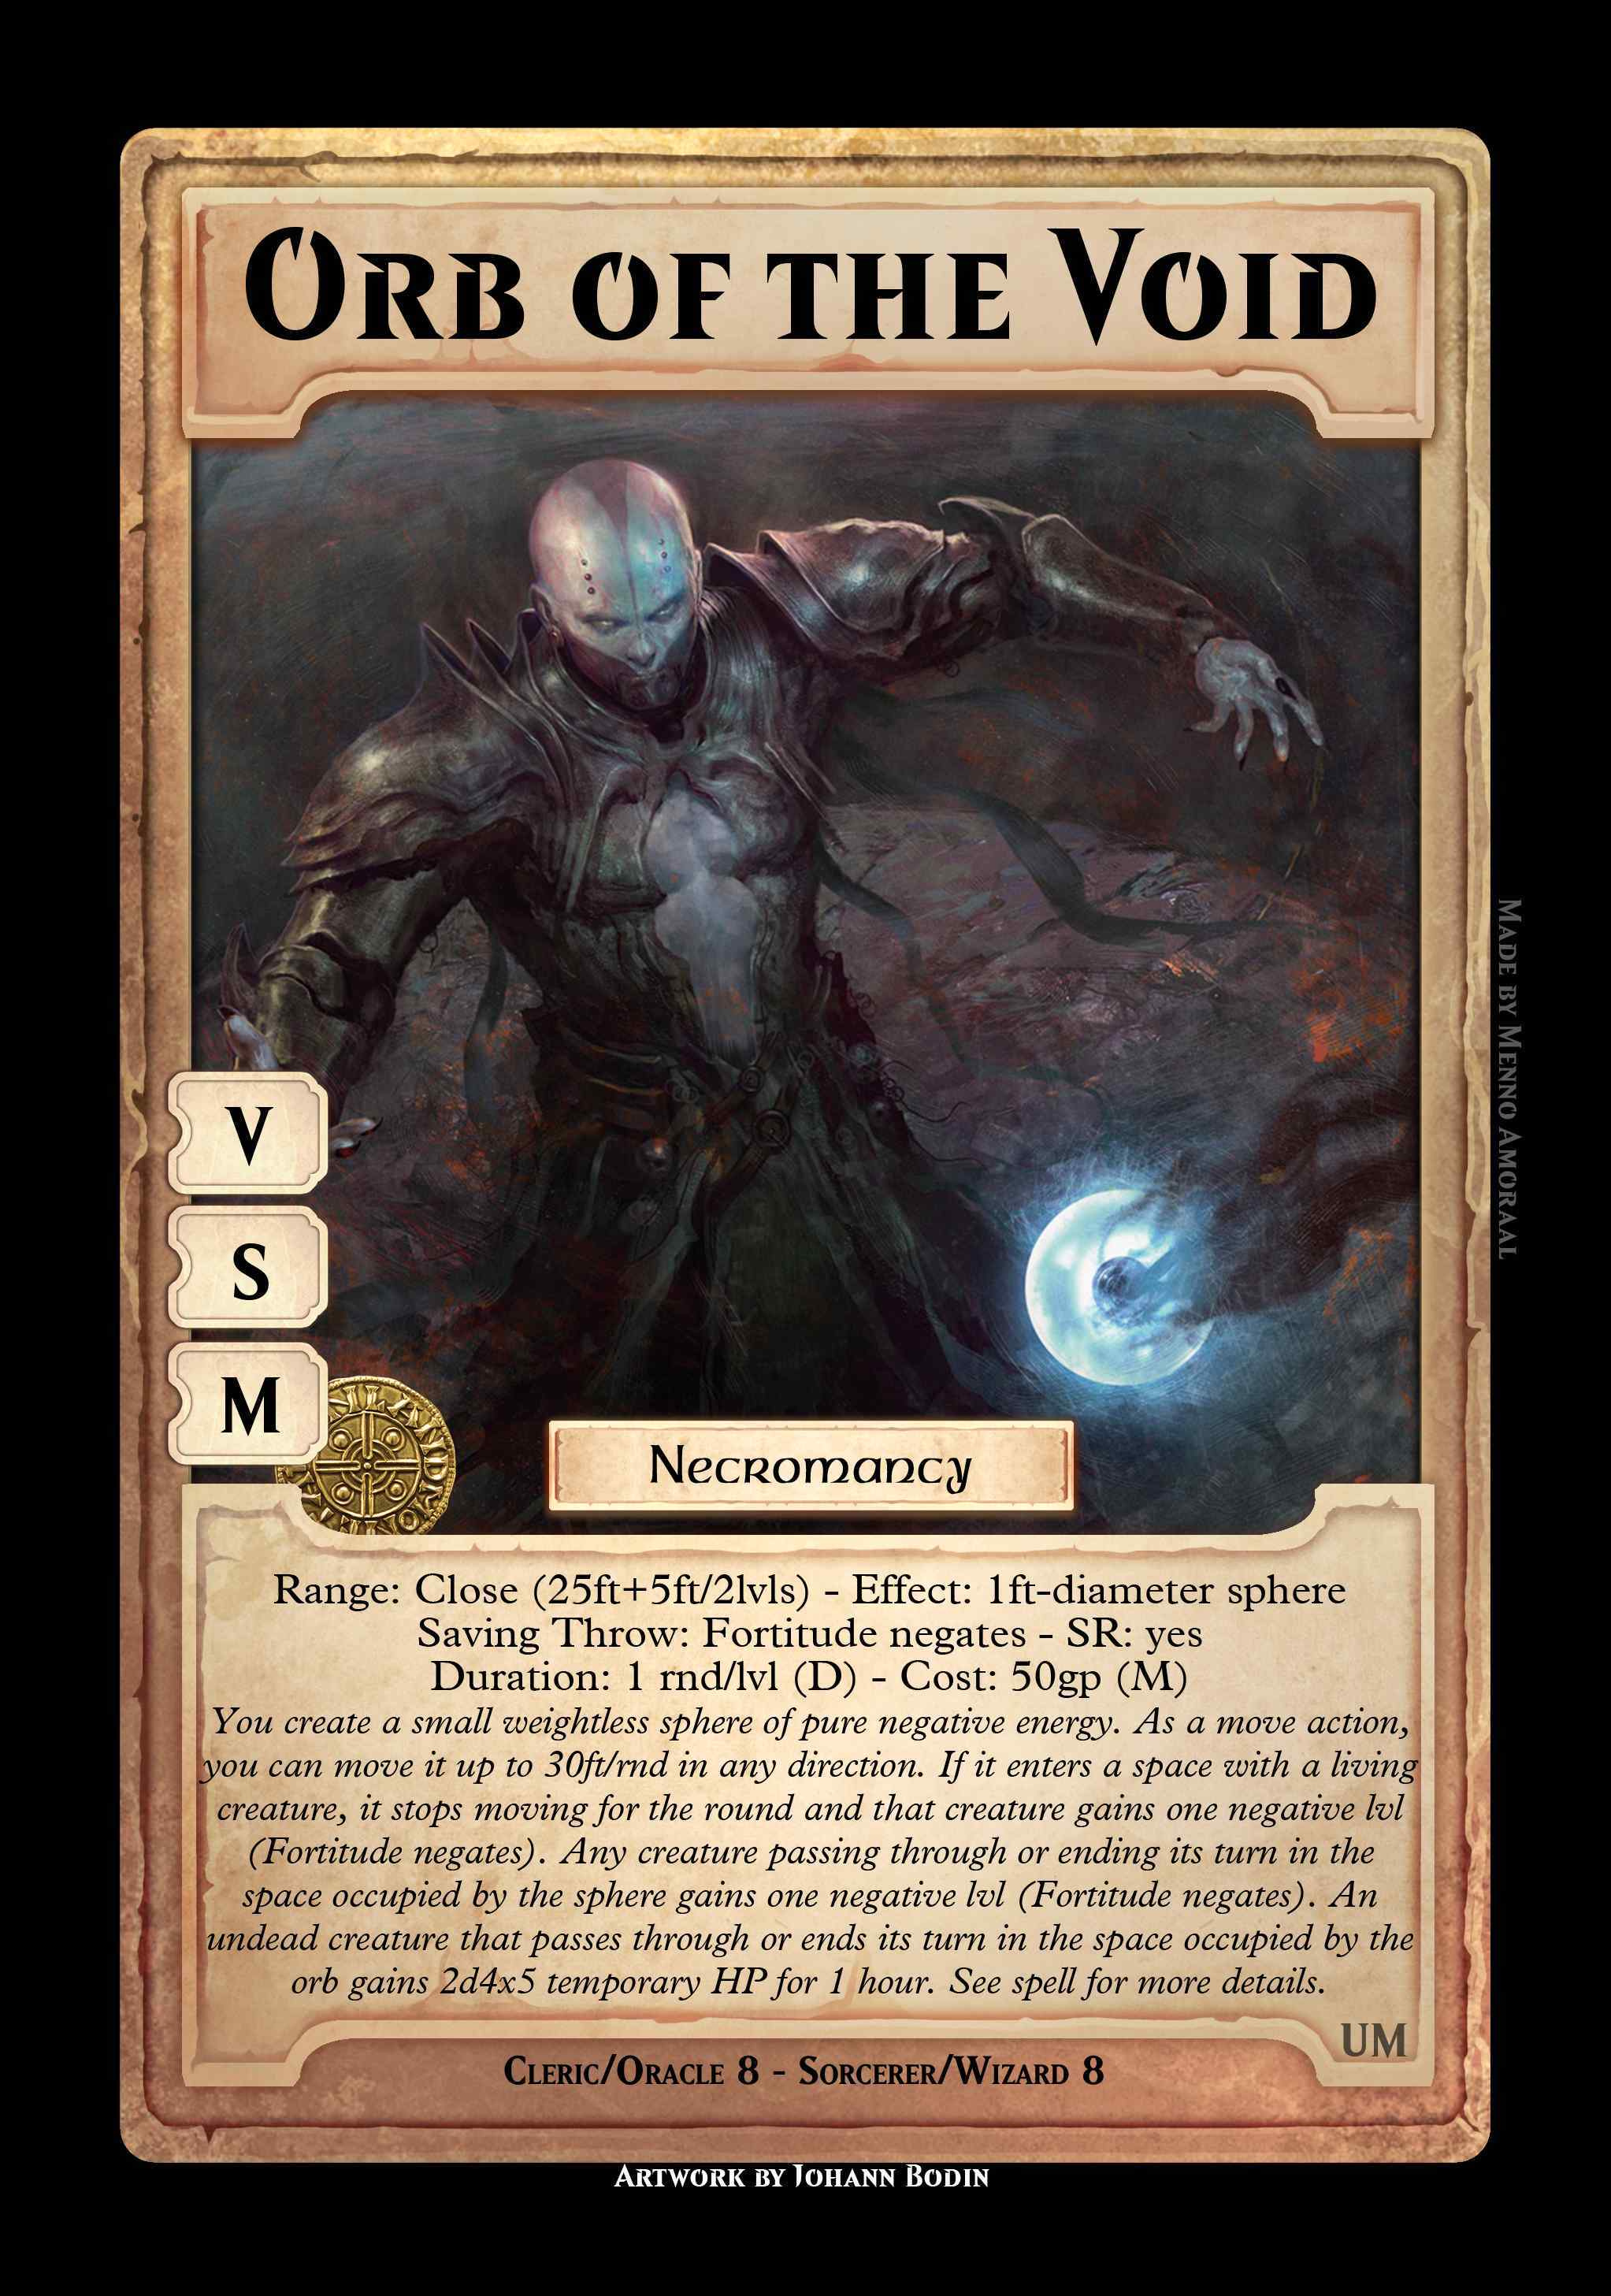 Orb of the Void
Made by Menno Amoraal
V
S
M
Necromancy
Range: Close (25ft+5ft/2lvls) - Effect: 1ft-diameter sphere
Saving Throw: Fortitude negates - SR: yes
Duration: 1 rnd/lvl (D) - Cost: 50gp (M)
You create a small weightless sphere of pure negative energy. As a move action,
you can move it up to 30ft/rnd in any direction. If it enters a space with a living
creature, it stops moving for the round and that creature gains one negative lvl
(Fortitude negates). Any creature passing through or ending its turn in the
space occupied by the sphere gains one negative lvl (Fortitude negates). An
undead creature that passes through or ends its turn in the space occupied by the
orb gains 2d4x5 temporary HP for 1 hour. See spell for more details.
UM
Cleric/Oracle 8 - Sorcerer/Wizard 8
Artwork by Johann Bodin